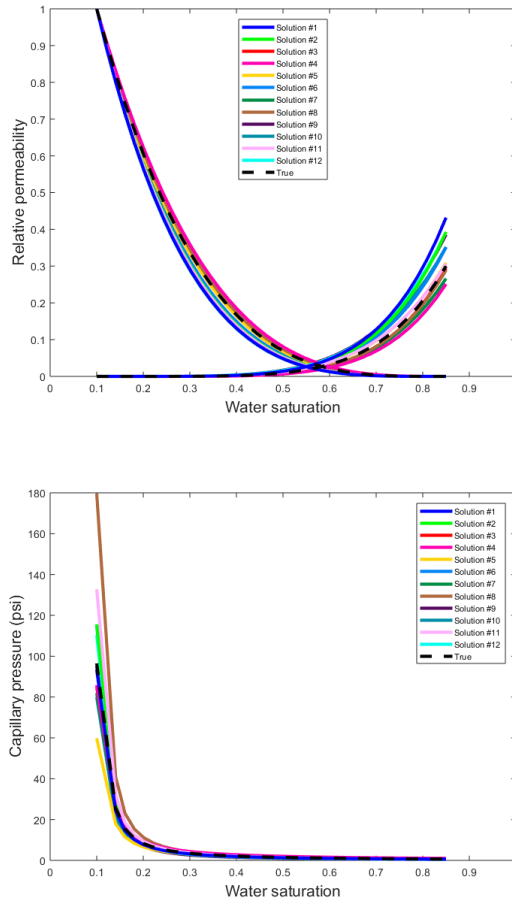 1
0.9
0.8
0.7
0.6
0.5
0.4
0.3
0.2
0.1
0
Relative permeability
Solution #1
Solution #2
Solution #3
Solution #4
Solution #5
Solution #6
Solution #7
Solution #8
Solution #9
Solution #10
Solution #11
Solution #12
True
0 0.1 0.2 0.3 0.4 0.5 0.6 0.7 0.8 0.9
Water saturation
180
160
140
120
100
80
60
40
20
0
Capillary pressure (psi)
Solution #1
Solution #2
Solution #3
Solution #4
Solution #5
Solution #6
Solution #7
Solution #8
Solution #9
Solution #10
Solution #11
Solution #12
True
0 0.1 0.2 0.3 0.4 0.5 0.6 0.7 0.8 0.9
Water saturation